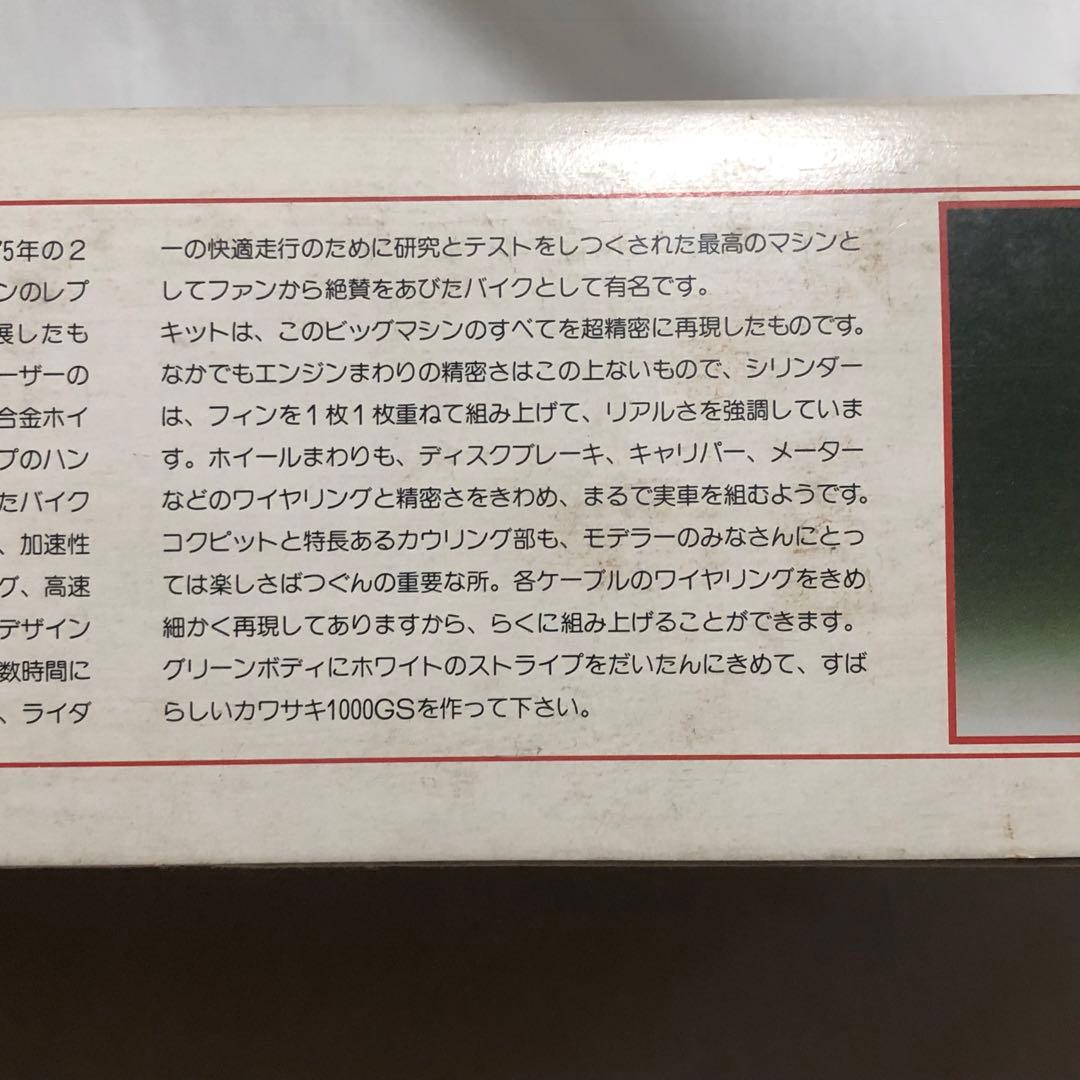 75年の2
ンのレプ
展したも
ーザーの
合金ホイ
プのハン
たバイク
、加速性
グ、高速
デザイン
数時間に
、ライダ
ーの快適走行のために研究とテストをしつくされた最高のマシンと
してファンから絶賛をあびたバイクとして有名です。
キットは、このビッグマシンのすべてを超精密に再現したものです。
なかでもエンジンまわりの精密さはこの上ないもので、シリンダー
は、フィンを1枚1枚重ねて組み上げて、リアルさを強調していま
す。ホイールまわりも、ディスクブレーキ、キャリパー、メーター
などのワイヤリングと精密さをきわめ、まるで実車を組むようです。
コクピットと特長あるカウリング部も、モデラーのみなさんにとっ
ては楽しさばつぐんの重要な所。各ケーブルのワイヤリングをきめ
細かく再現してありますから、らくに組み上げることができます。
グリーンボディにホワイトのストライプをだいたんにきめて、すば
らしいカワサキ1000GSを作って下さい。